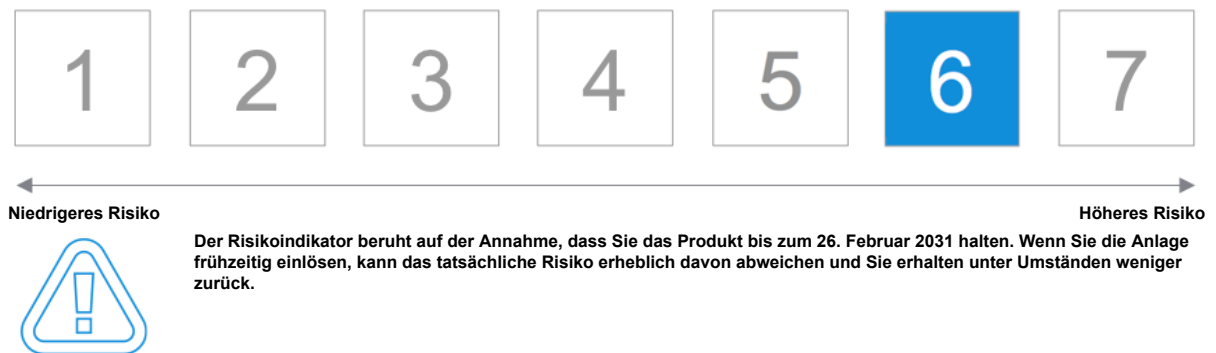 1 2 3 4 5 6 7
Niedrigeres Risiko Höheres Risiko
Der Risikoindikator beruht auf der Annahme, dass Sie das Produkt bis zum 26. Februar 2031 halten. Wenn Sie die Anlage
frühzeitig einlösen, kann das tatsächliche Risiko erheblich davon abweichen und Sie erhalten unter Umständen weniger
zurück.